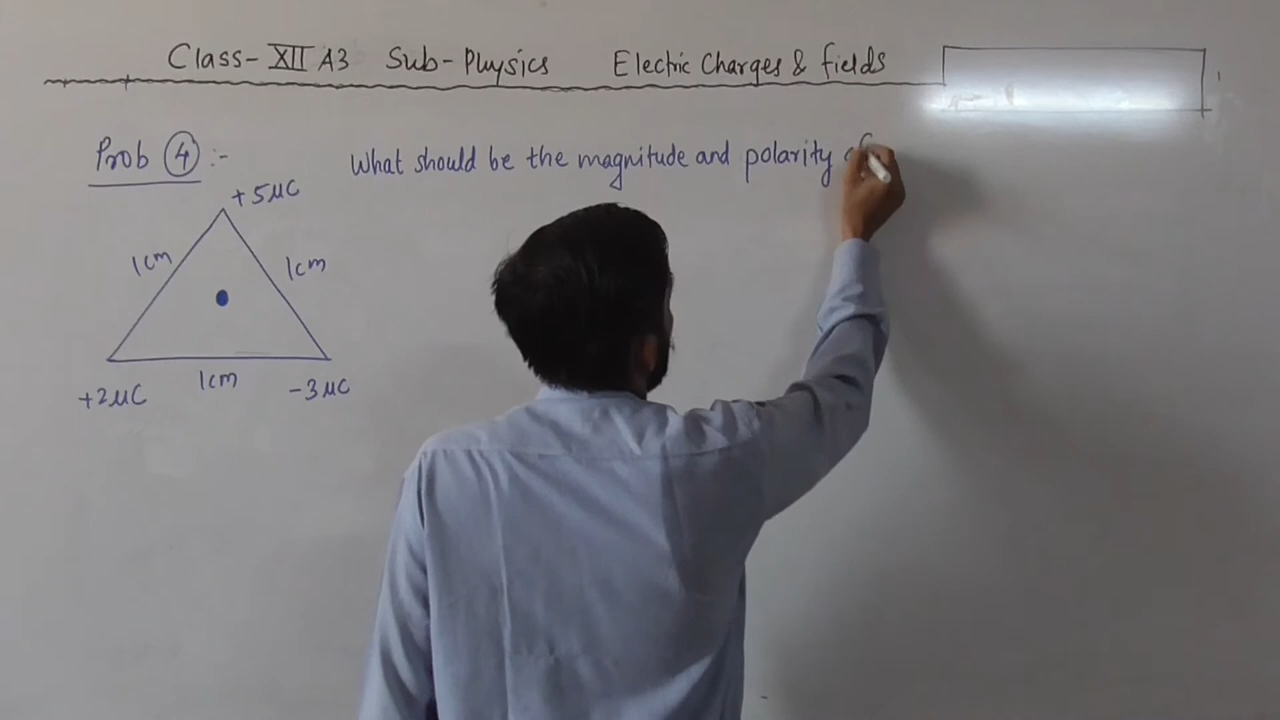 Class-XII A3 Sub-Physics Electric Charges & fields
Prob 4 :-
What should be the magnitude and polarity of
+5μC
1cm
1cm
1cm
+2μC
-3μC